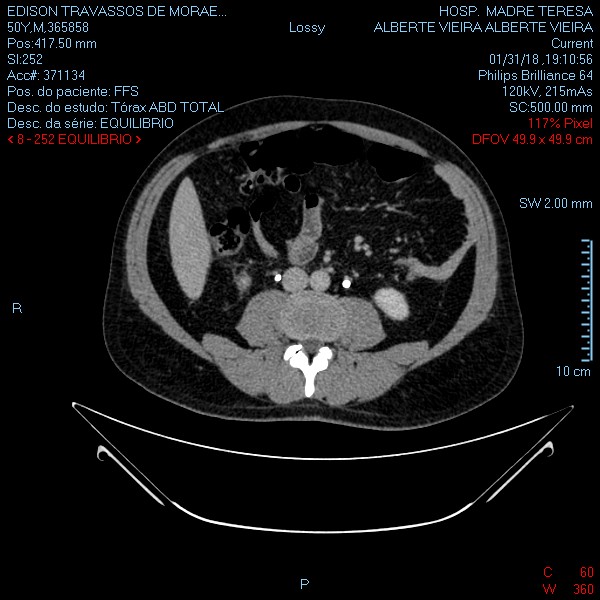 EDISON TRAVASSOS DE MORAE...
50Y,M,365858
Pos:417.50 mm
Sl:252
Acc#: 371134
Pos. do paciente: FFS
Desc. do estudo: Tórax ABD TOTAL
Desc. da série: EQUILIBRIO
< 8 - 252 EQUILIBRIO >
Lossy
HOSP. MADRE TERESA
ALBERTE VIEIRA ALBERTE VIEIRA
Current
01/31/18 ,19:10:56
Philips Brilliance 64
120kV, 215mAs
SC:500.00 mm
117% Pixel
DFOV 49.9 x 49.9cm
SW 2.00 mm
R
10 cm
P
C 60
W 360